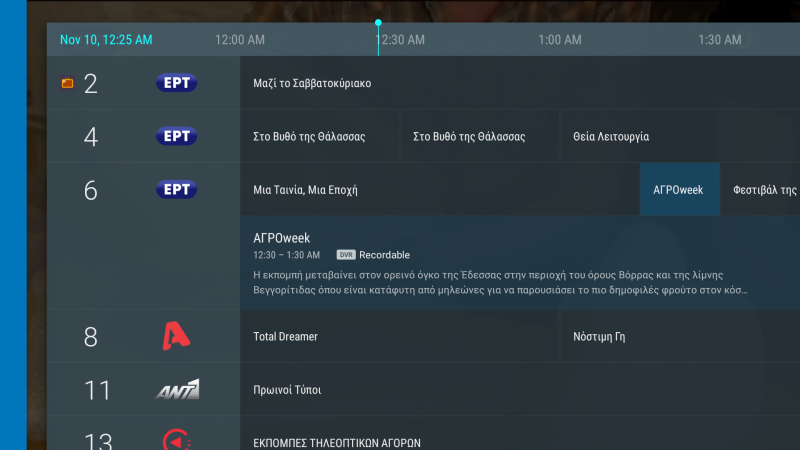 Nov 10, 12:25 AM 12:00 AM 12:30 AM 1:00 AM 1:30 AM
2 ΕΡΤ Μαζί το Σαββατοκύριακο
4 ΕΡΤ Στο Βυθό της Θάλασσας Στο Βυθό της Θάλασσας Θεία Λειτουργία
6 ΕΡΤ Μια Ταινία, Μια Εποχή ΑΓΡΟweek Φεστιβάλ της
ΑΓΡΟweek
12:30 – 1:30 AM DVR Recordable
Η εκπομπή μεταβαίνει στον ορεινό όγκο της Έδεσσας στην περιοχή του όρους Βόρρας και της λίμνης
Βεγγορίτιδας όπου είναι κατάφυτη από μηλεώνες για να παρουσιάσει το πιο δημοφιλές φρούτο στον κόσ...
8 A Total Dreamer Νόστιμη Γη
11 ANT1 Πρωινοί Τύποι
13 ΕΚΠΟΜΠΕΣ ΤΗΛΕΟΠΤΙΚΩΝ ΑΓΟΡΩΝ